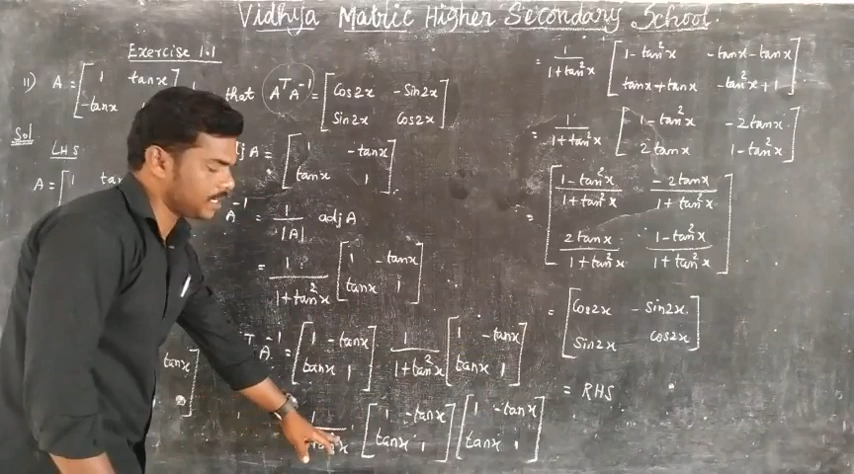 Vidhya Matric Higher Secondary School.
Exercise 1.1
11) A = [ 1 tanx ]
-tanx
that AᵀA⁻¹ = [ Cos2x -Sin2x ]
Sin2x Cos2x
Sol
LHS
A = [ 1
j A = [ 1 -tanx ]
tanx 1
A⁻¹ = 1/|A| adj A
= 1/(1+tan²x) [ 1 -tanx ]
tanx 1
tanx
T A⁻¹ = [ 1 -tanx ] 1/(1+tan²x) [ 1 -tanx ]
tanx 1 tanx 1
[ 1 -tanx ] [ 1 -tanx ]
tanx 1 tanx 1
= 1/(1+tan²x) [ 1-tan²x -tanx-tanx ]
tanx+tanx -tan²x+1
= 1/(1+tan²x) [ 1-tan²x -2tanx ]
2tanx 1-tan²x
= [ (1-tan²x)/(1+tan²x) -2tanx/(1+tan²x) ]
2tanx/(1+tan²x) (1-tan²x)/(1+tan²x)
= [ Cos2x -Sin2x ]
Sin2x Cos2x
= RHS